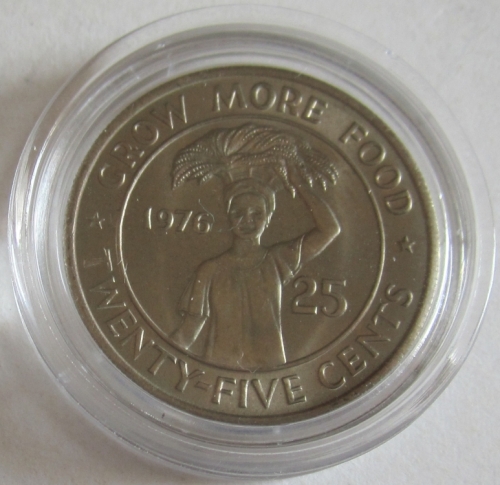 GROW MORE FOOD
1976
25
TWENTY-FIVE CENTS